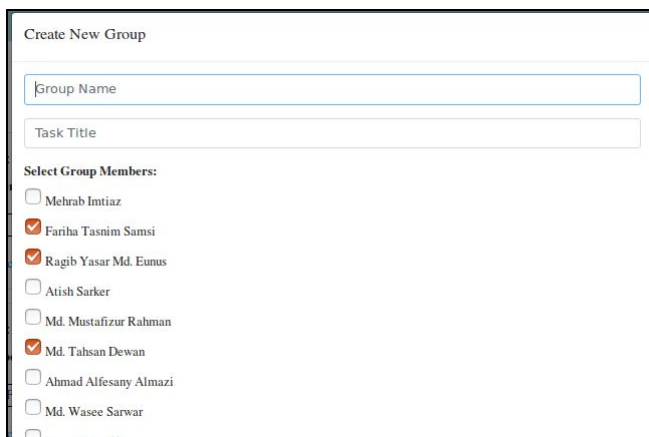 Create New Group
Group Name
Task Title
Select Group Members:
Mehrab Imtiaz
Fariha Tasnim Samsi
Ragib Yasar Md. Eunus
Atish Sarker
Md. Mustafizur Rahman
Md. Tahsan Dewan
Ahmad Alfesany Almazi
Md. Wasee Sarwar